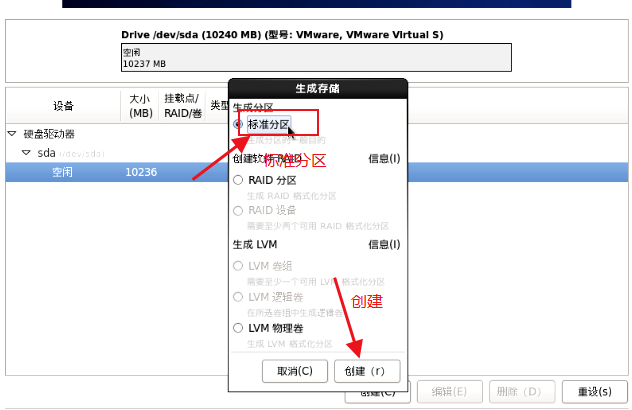 Drive /dev/sda (10240 MB) (型号: VMware, VMware Virtual S)
空闲
10237 MB
设备
大小
(MB)
挂载点/
RAID/卷
类型
硬盘驱动器
sda (/dev/sda)
空闲 10236
生成存储
生成分区
标准分区
生成分区的一般目的
标准分区
创建软件 RAID 信息(I)
RAID 分区
生成 RAID 格式化分区
RAID 设备
需要至少两个可用 RAID 格式化分区
生成 LVM 信息(I)
LVM 卷组
需要至少一个可用 LVM 格式化分区
LVM 逻辑卷
在所选卷组中生成逻辑卷
创建
LVM 物理卷
生成 LVM 格式化分区
取消(C) 创建（r）
创建(C) 编辑(E) 删除（D） 重设(s)